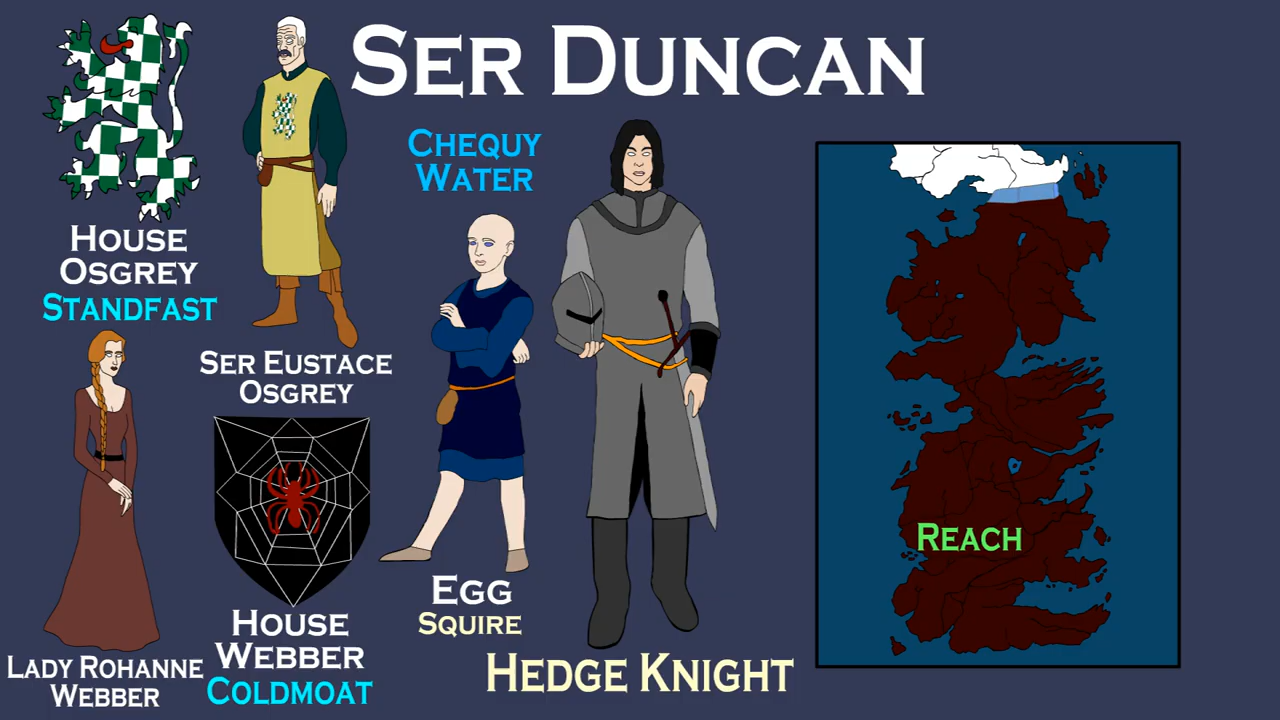 SER DUNCAN
HOUSE
OSGREY
STANDFAST
SER EUSTACE
OSGREY
CHEQUY
WATER
LADY ROHANNE
WEBBER
HOUSE
WEBBER
COLDMOAT
EGG
SQUIRE
HEDGE KNIGHT
REACH